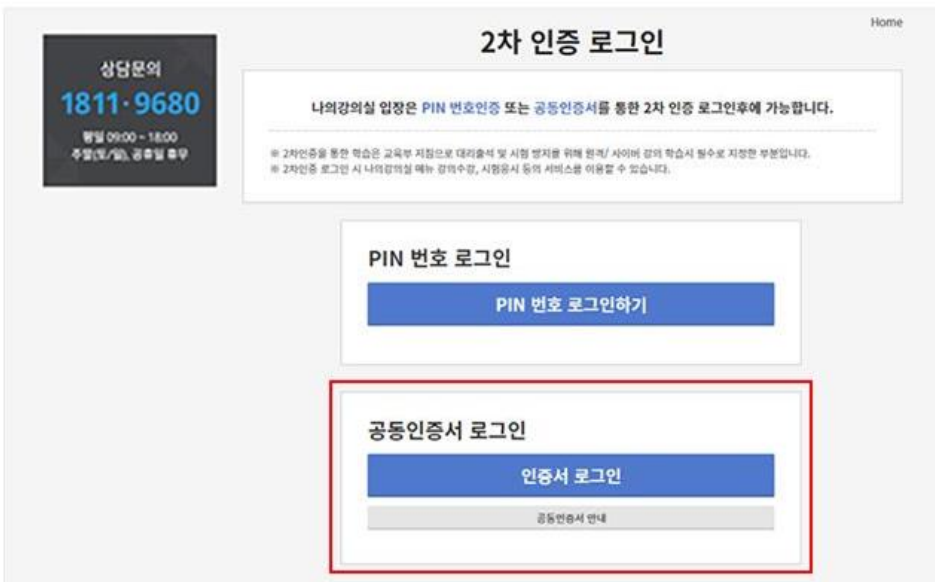 Home
2차 인증 로그인
상담문의
1811·9680
평일 09:00 ~ 18:00
주말(토/일), 공휴일 휴무
나의강의실 입장은 PIN 번호인증 또는 공동인증서를 통한 2차 인증 로그인후에 가능합니다.
※ 2차인증을 통한 학습은 교육부 지침으로 대리출석 및 시험 방지를 위해 원격/ 사이버 강의 학습시 필수로 지정한 부분입니다.
※ 2차인증 로그인 시 나의강의실 메뉴 강의수강, 시험응시 등의 서비스를 이용할 수 있습니다.
PIN 번호 로그인
PIN 번호 로그인하기
공동인증서 로그인
인증서 로그인
공동인증서 안내